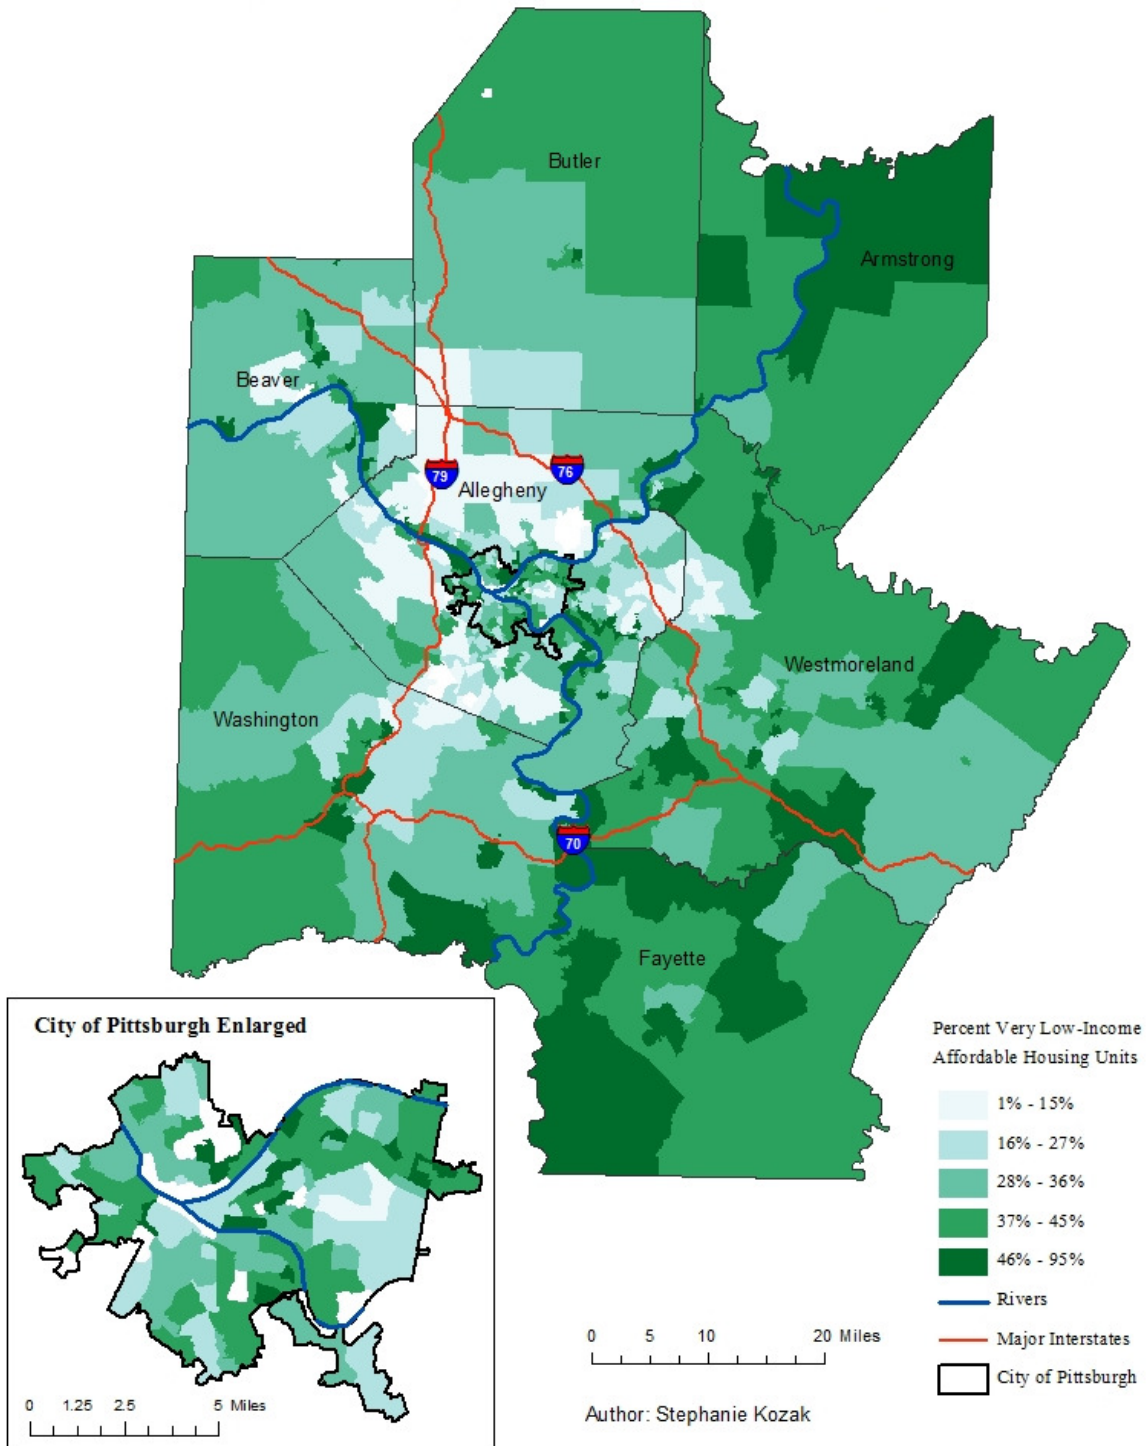 Butler
Armstrong
Beaver
79
76
Allegheny
Westmoreland
Washington
70
Fayette
City of Pittsburgh Enlarged
0 1.25 2.5 5 Miles
Percent Very Low-Income
Affordable Housing Units
1% - 15%
16% - 27%
28% - 36%
37% - 45%
46% - 95%
Rivers
Major Interstates
City of Pittsburgh
0 5 10 20 Miles
Author: Stephanie Kozak